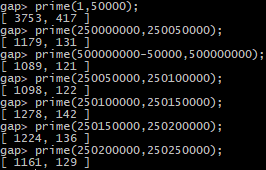 gap> prime(1,50000);
[ 3753, 417 ]
gap> prime(250000000,250050000);
[ 1179, 131 ]
gap> prime(500000000-50000,500000000);
[ 1089, 121 ]
gap> prime(250050000,250100000);
[ 1098, 122 ]
gap> prime(250100000,250150000);
[ 1278, 142 ]
gap> prime(250150000,250200000);
[ 1224, 136 ]
gap> prime(250200000,250250000);
[ 1161, 129 ]